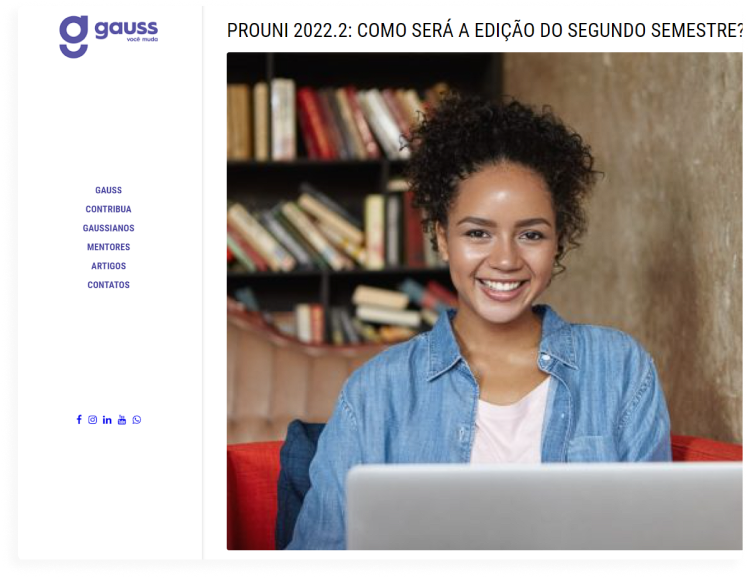 gauss
você muda
PROUNI 2022.2: COMO SERÁ A EDIÇÃO DO SEGUNDO SEMESTRE?
GAUSS
CONTRIBUA
GAUSSIANOS
MENTORES
ARTIGOS
CONTATOS